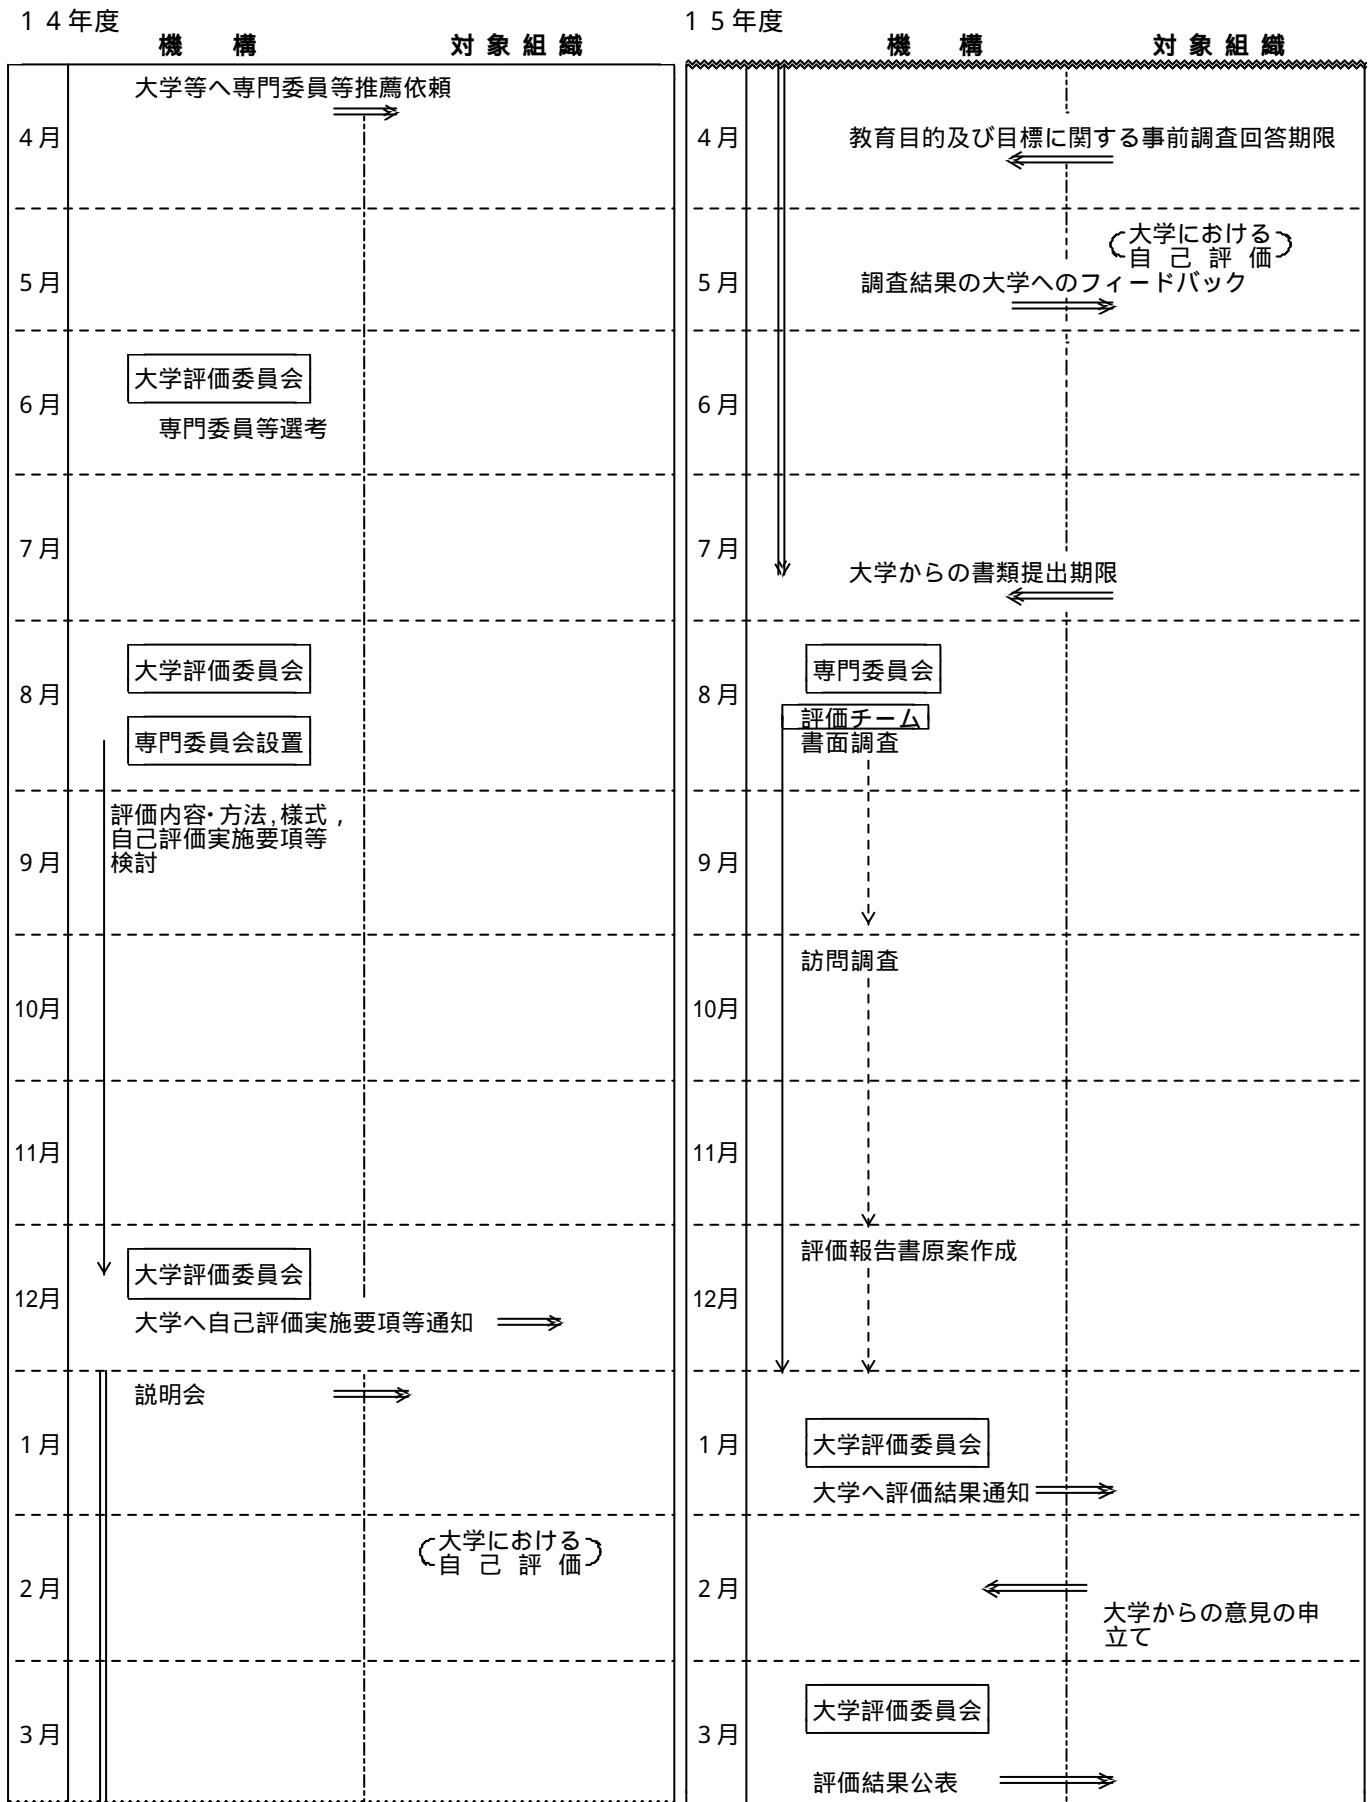 １４年度
機　構　対象組織
大学等へ専門委員等推薦依頼
4月
5月
大学評価委員会
6月
専門委員等選考
7月
大学評価委員会
8月
専門委員会設置
評価内容・方法，様式，
自己評価実施要項等
検討
9月
10月
11月
大学評価委員会
12月
大学へ自己評価実施要項等通知
説明会
1月
大学における
自己評価
2月
3月
１５年度
機　構　対象組織
4月
教育目的及び目標に関する事前調査回答期限
大学における
自己評価
5月
調査結果の大学へのフィードバック
6月
7月
大学からの書類提出期限
専門委員会
8月
評価チーム
書面調査
9月
訪問調査
10月
11月
評価報告書原案作成
12月
1月
大学評価委員会
大学へ評価結果通知
2月
大学からの意見の申
立て
大学評価委員会
3月
評価結果公表